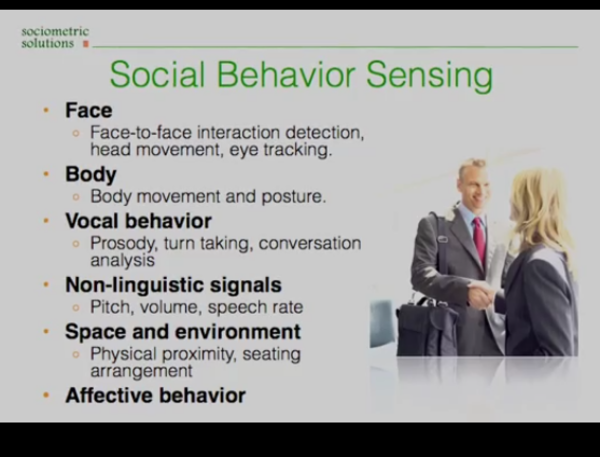 sociometric
solutions
Social Behavior Sensing
Face
Face-to-face interaction detection,
head movement, eye tracking.
Body
Body movement and posture.
Vocal behavior
Prosody, turn taking, conversation
analysis
Non-linguistic signals
Pitch, volume, speech rate
Space and environment
Physical proximity, seating
arrangement
Affective behavior